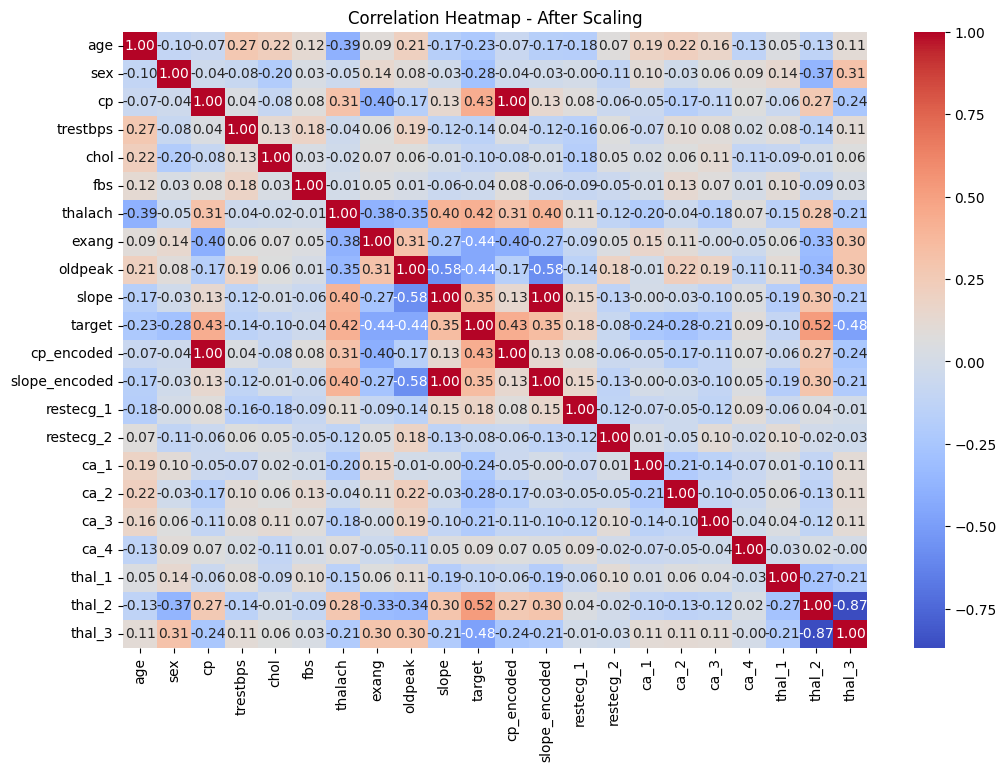 Correlation Heatmap - After Scaling
age 1.00 -0.10 -0.07 0.27 0.22 0.12 -0.39 0.09 0.21 -0.17 -0.23 -0.07 -0.17 -0.18 0.07 0.19 0.22 0.16 -0.13 0.05 -0.13 0.11
sex -0.10 1.00 -0.04 -0.08 -0.20 0.03 -0.05 0.14 0.08 -0.03 -0.28 -0.04 -0.03 -0.00 -0.11 0.10 -0.03 0.06 0.09 0.14 -0.37 0.31
cp -0.07 -0.04 1.00 0.04 -0.08 0.08 0.31 -0.40 -0.17 0.13 0.43 1.00 0.13 0.08 -0.06 -0.05 -0.17 -0.11 0.07 -0.06 0.27 -0.24
trestbps 0.27 -0.08 0.04 1.00 0.13 0.18 -0.04 0.06 0.19 -0.12 -0.14 0.04 -0.12 -0.16 0.06 -0.07 0.10 0.08 0.02 0.08 -0.14 0.11
chol 0.22 -0.20 -0.08 0.13 1.00 0.03 -0.02 0.07 0.06 -0.01 -0.10 -0.08 -0.01 -0.18 0.05 0.02 0.06 0.11 -0.11 -0.09 -0.01 0.06
fbs 0.12 0.03 0.08 0.18 0.03 1.00 -0.01 0.05 0.01 -0.06 -0.04 0.08 -0.06 -0.09 -0.05 -0.01 0.13 0.07 0.01 0.10 -0.09 0.03
thalach -0.39 -0.05 0.31 -0.04 -0.02 -0.01 1.00 -0.38 -0.35 0.40 0.42 0.31 0.40 0.11 -0.12 -0.20 -0.04 -0.18 0.07 -0.15 0.28 -0.21
exang 0.09 0.14 -0.40 0.06 0.07 0.05 -0.38 1.00 0.31 -0.27 -0.44 -0.40 -0.27 -0.09 0.05 0.15 0.11 -0.00 -0.05 0.06 -0.33 0.30
oldpeak 0.21 0.08 -0.17 0.19 0.06 0.01 -0.35 0.31 1.00 -0.58 -0.44 -0.17 -0.58 -0.14 0.18 -0.01 0.22 0.19 -0.11 0.11 -0.34 0.30
slope -0.17 -0.03 0.13 -0.12 -0.01 -0.06 0.40 -0.27 -0.58 1.00 0.35 0.13 1.00 0.15 -0.13 -0.00 -0.03 -0.10 0.05 -0.19 0.30 -0.21
target -0.23 -0.28 0.43 -0.14 -0.10 -0.04 0.42 -0.44 -0.44 0.35 1.00 0.43 0.35 0.18 -0.08 -0.24 -0.28 -0.21 0.09 -0.10 0.52 -0.48
cp_encoded -0.07 -0.04 1.00 0.04 -0.08 0.08 0.31 -0.40 -0.17 0.13 0.43 1.00 0.13 0.08 -0.06 -0.05 -0.17 -0.11 0.07 -0.06 0.27 -0.24
slope_encoded -0.17 -0.03 0.13 -0.12 -0.01 -0.06 0.40 -0.27 -0.58 1.00 0.35 0.13 1.00 0.15 -0.13 -0.00 -0.03 -0.10 0.05 -0.19 0.30 -0.21
restecg_1 -0.18 -0.00 0.08 -0.16 -0.18 -0.09 0.11 -0.09 -0.14 0.15 0.18 0.08 0.15 1.00 -0.12 -0.07 -0.05 -0.12 0.09 -0.06 0.04 -0.01
restecg_2 0.07 -0.11 -0.06 0.06 0.05 -0.05 -0.12 0.05 0.18 -0.13 -0.08 -0.06 -0.13 -0.12 1.00 0.01 -0.05 0.10 -0.02 0.10 -0.02 -0.03
ca_1 0.19 0.10 -0.05 -0.07 0.02 -0.01 -0.20 0.15 -0.01 -0.00 -0.24 -0.05 -0.00 -0.07 0.01 1.00 -0.21 -0.14 -0.07 0.01 -0.10 0.11
ca_2 0.22 -0.03 -0.17 0.10 0.06 0.13 -0.04 0.11 0.22 -0.03 -0.28 -0.17 -0.03 -0.05 -0.05 -0.21 1.00 -0.10 -0.05 0.06 -0.13 0.11
ca_3 0.16 0.06 -0.11 0.08 0.11 0.07 -0.18 -0.00 0.19 -0.10 -0.21 -0.11 -0.10 -0.12 0.10 -0.14 -0.10 1.00 -0.04 0.04 -0.12 0.11
ca_4 -0.13 0.09 0.07 0.02 -0.11 0.01 0.07 -0.05 -0.11 0.05 0.09 0.07 0.05 0.09 -0.02 -0.07 -0.05 -0.04 1.00 -0.03 0.02 -0.00
thal_1 0.05 0.14 -0.06 0.08 -0.09 0.10 -0.15 0.06 0.11 -0.19 -0.10 -0.06 -0.19 -0.06 0.10 0.01 0.06 0.04 -0.03 1.00 -0.27 -0.21
thal_2 -0.13 -0.37 0.27 -0.14 -0.01 -0.09 0.28 -0.33 -0.34 0.30 0.52 0.27 0.30 0.04 -0.02 -0.10 -0.13 -0.12 0.02 -0.27 1.00 -0.87
thal_3 0.11 0.31 -0.24 0.11 0.06 0.03 -0.21 0.30 0.30 -0.21 -0.48 -0.24 -0.21 -0.01 -0.03 0.11 0.11 0.11 -0.00 -0.21 -0.87 1.00
age sex cp trestbps chol fbs thalach exang oldpeak slope target cp_encoded slope_encoded restecg_1 restecg_2 ca_1 ca_2 ca_3 ca_4 thal_1 thal_2 thal_3
1.00
0.75
0.50
0.25
0.00
−0.25
−0.50
−0.75